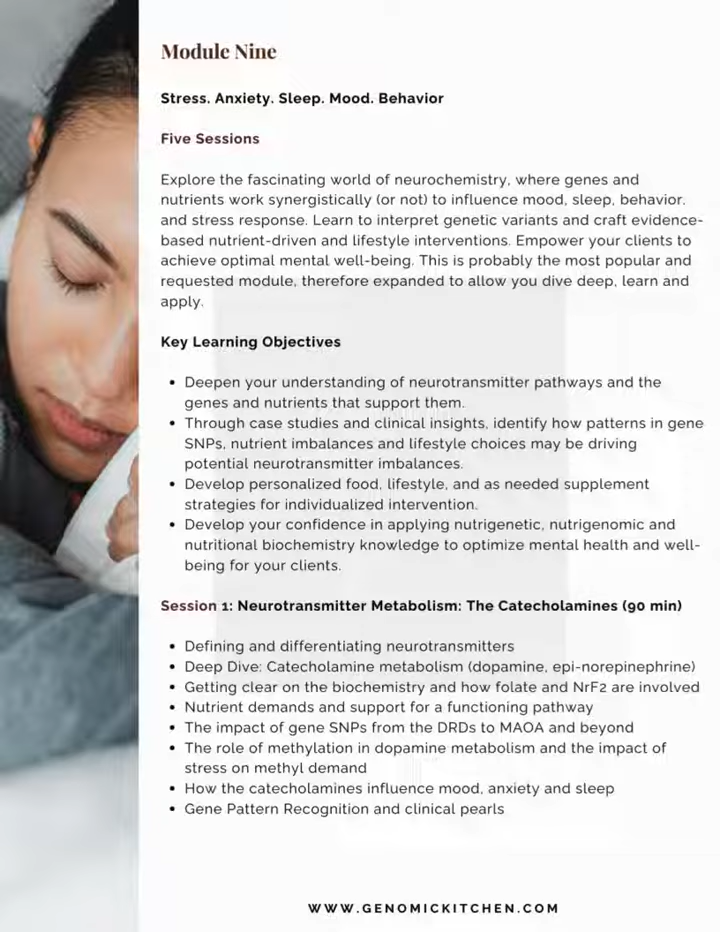 Module Nine
Stress. Anxiety. Sleep. Mood. Behavior
Five Sessions
Explore the fascinating world of neurochemistry, where genes and
nutrients work synergistically (or not) to influence mood, sleep, behavior.
and stress response. Learn to interpret genetic variants and craft evidence-
based nutrient-driven and lifestyle interventions. Empower your clients to
achieve optimal mental well-being. This is probably the most popular and
requested module, therefore expanded to allow you dive deep, learn and
apply.
Key Learning Objectives
• Deepen your understanding of neurotransmitter pathways and the
genes and nutrients that support them.
• Through case studies and clinical insights, identify how patterns in gene
SNPs, nutrient imbalances and lifestyle choices may be driving
potential neurotransmitter imbalances.
• Develop personalized food, lifestyle, and as needed supplement
strategies for individualized intervention.
• Develop your confidence in applying nutrigenetic, nutrigenomic and
nutritional biochemistry knowledge to optimize mental health and well-
being for your clients.
Session 1: Neurotransmitter Metabolism: The Catecholamines (90 min)
• Defining and differentiating neurotransmitters
• Deep Dive: Catecholamine metabolism (dopamine, epi-norepinephrine)
• Getting clear on the biochemistry and how folate and NrF2 are involved
• Nutrient demands and support for a functioning pathway
• The impact of gene SNPs from the DRDs to MAOA and beyond
• The role of methylation in dopamine metabolism and the impact of
stress on methyl demand
• How the catecholamines influence mood, anxiety and sleep
• Gene Pattern Recognition and clinical pearls
WWW.GENOMICKITCHEN.COM